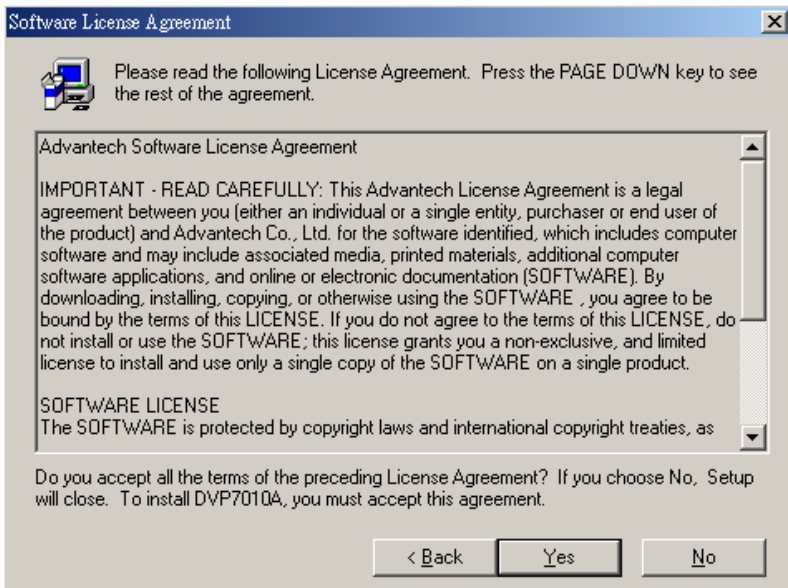 Software License Agreement
Please read the following License Agreement. Press the PAGE DOWN key to see
the rest of the agreement.
Advantech Software License Agreement
IMPORTANT - READ CAREFULLY: This Advantech License Agreement is a legal
agreement between you (either an individual or a single entity, purchaser or end user of
the product) and Advantech Co., Ltd. for the software identified, which includes computer
software and may include associated media, printed materials, additional computer
software applications, and online or electronic documentation (SOFTWARE). By
downloading, installing, copying, or otherwise using the SOFTWARE , you agree to be
bound by the terms of this LICENSE. If you do not agree to the terms of this LICENSE, do
not install or use the SOFTWARE; this license grants you a non-exclusive, and limited
license to install and use only a single copy of the SOFTWARE on a single product.
SOFTWARE LICENSE
The SOFTWARE is protected by copyright laws and international copyright treaties, as
Do you accept all the terms of the preceding License Agreement? If you choose No, Setup
will close. To install DVP7010A, you must accept this agreement.
< Back Yes No